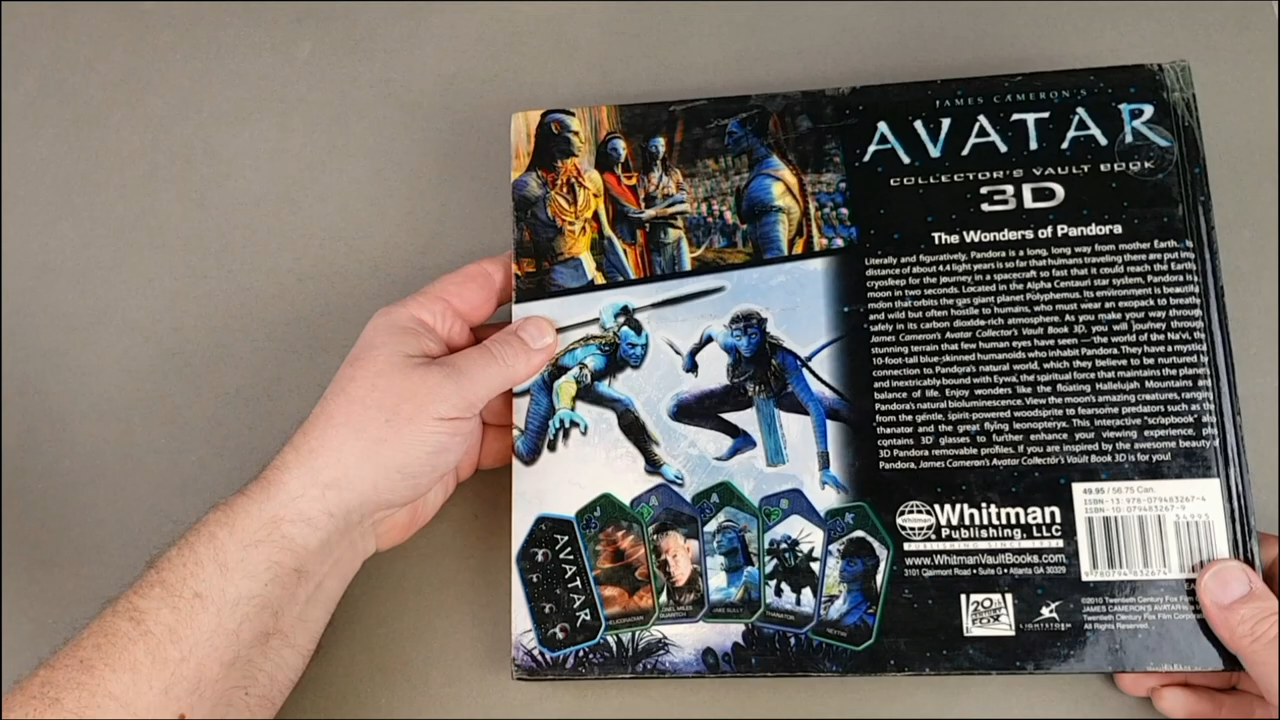 JAMES CAMERON'S
AVATAR
COLLECTOR'S VAULT BOOK
3D
The Wonders of Pandora
Literally and figuratively, Pandora is a long, long way from mother Earth. Its
distance of about 4.4 light years is so far that humans traveling there are put into
cryosleep for the journey in a spacecraft so fast that it could reach the Earth's
moon in two seconds. Located in the Alpha Centauri star system, Pandora is
moon that orbits the gas giant planet Polyphemus. Its environment is beautiful
and wild but often hostile to humans, who must wear an exopack to breathe
safely in its carbon dioxide-rich atmosphere. As you make your way through
James Cameron's Avatar Collector's Vault Book 3D, you will journey through
stunning terrain that few human eyes have seen — the world of the Na'vi, the
10-foot-tall blue-skinned humanoids who inhabit Pandora. They have a mystical
connection to Pandora's natural world, which they believe to be nurtured by
and inextricably bound with Eywa, the spiritual force that maintains the planet's
balance of life. Enjoy wonders like the floating Hallelujah Mountains and
Pandora's natural bioluminescence. View the moon's amazing creatures, ranging
from the gentle, spirit-powered woodsprite to fearsome predators such as the
thanator and the great flying leonopteryx. This interactive "scrapbook" also
contains 3D glasses to further enhance your viewing experience, plus
3D Pandora removable profiles. If you are inspired by the awesome beauty of
Pandora, James Cameron's Avatar Collector's Vault Book 3D is for you!
AVATAR
J
HELICORADIAN
A
COLONEL MILES
QUARITCH
A
JAKE SULLY
8
THANATOR
K
NEYTIRI
Whitman
Whitman
Publishing, LLC
PUBLISHING SINCE 1934
www.WhitmanVaultBooks.com
3101 Clairmont Road • Suite G • Atlanta GA 30329
49.95 / 56.75 Can.
ISBN-13: 978-079483267-4
ISBN-10: 079483267-9
54995
9 780794 832674
20th
CENTURY
FOX
LIGHTSTORM
©2010 Twentieth Century Fox Film
JAMES CAMERON'S AVATAR is a
Twentieth Century Fox Film Corporation
All Rights Reserved.